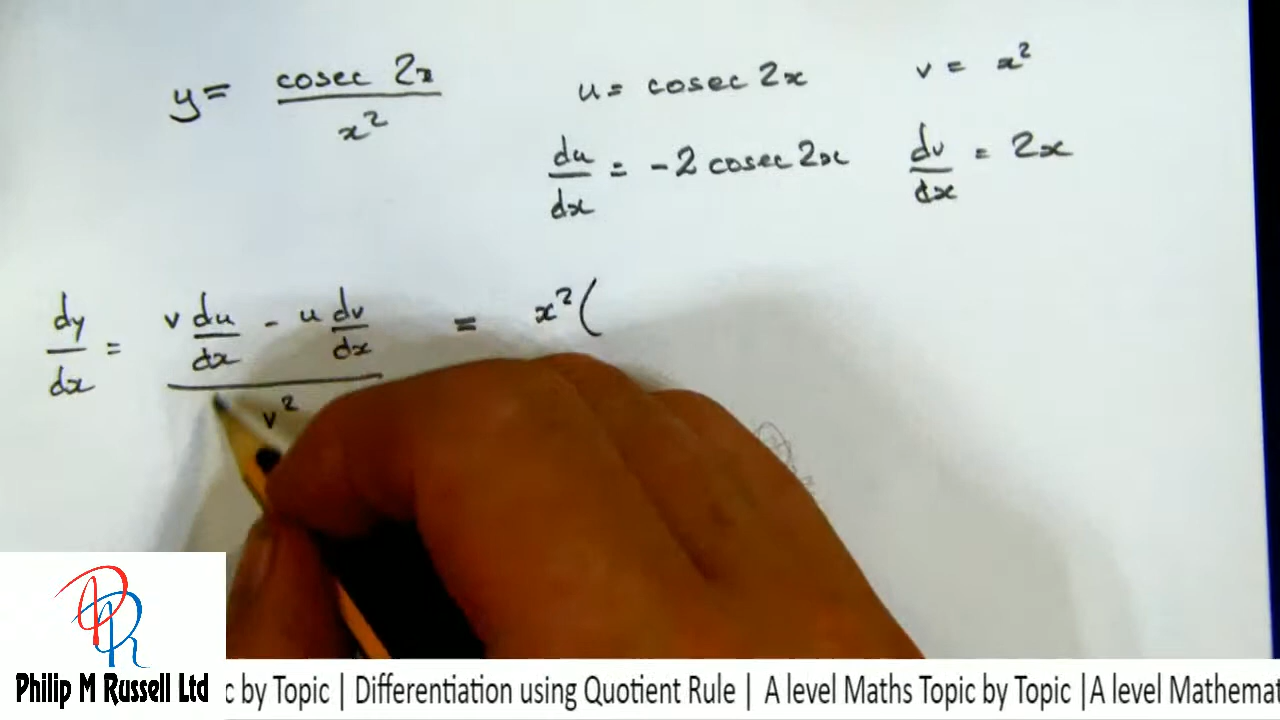 y = cosec 2x / x²
u = cosec 2x
v = x²
du/dx = -2 cosec 2x
dv/dx = 2x
dy/dx = (v du/dx - u dv/dx) / v² = x² (
Philip M Russell Ltd
c by Topic | Differentiation using Quotient Rule | A level Maths Topic by Topic |A level Mathemat